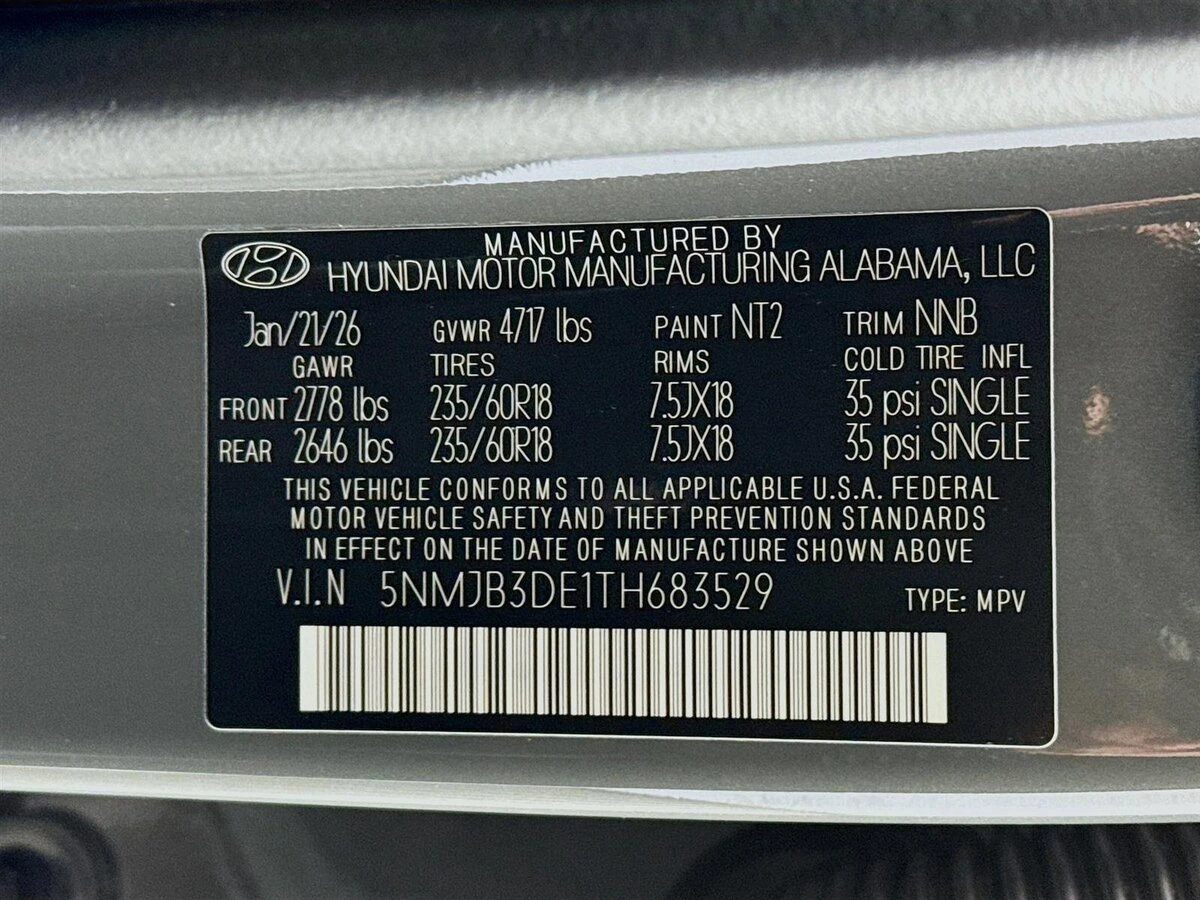 MANUFACTURED BY
HYUNDAI MOTOR MANUFACTURING ALABAMA, LLC
Jan/21/26 GVWR 4717 lbs PAINT NT2 TRIM NNB
GAWR TIRES RIMS COLD TIRE INFL
FRONT 2778 lbs 235/60R18 7.5JX18 35 psi SINGLE
REAR 2646 lbs 235/60R18 7.5JX18 35 psi SINGLE
THIS VEHICLE CONFORMS TO ALL APPLICABLE U.S.A. FEDERAL
MOTOR VEHICLE SAFETY AND THEFT PREVENTION STANDARDS
IN EFFECT ON THE DATE OF MANUFACTURE SHOWN ABOVE
V.I.N 5NMJB3DE1TH683529 TYPE: MPV